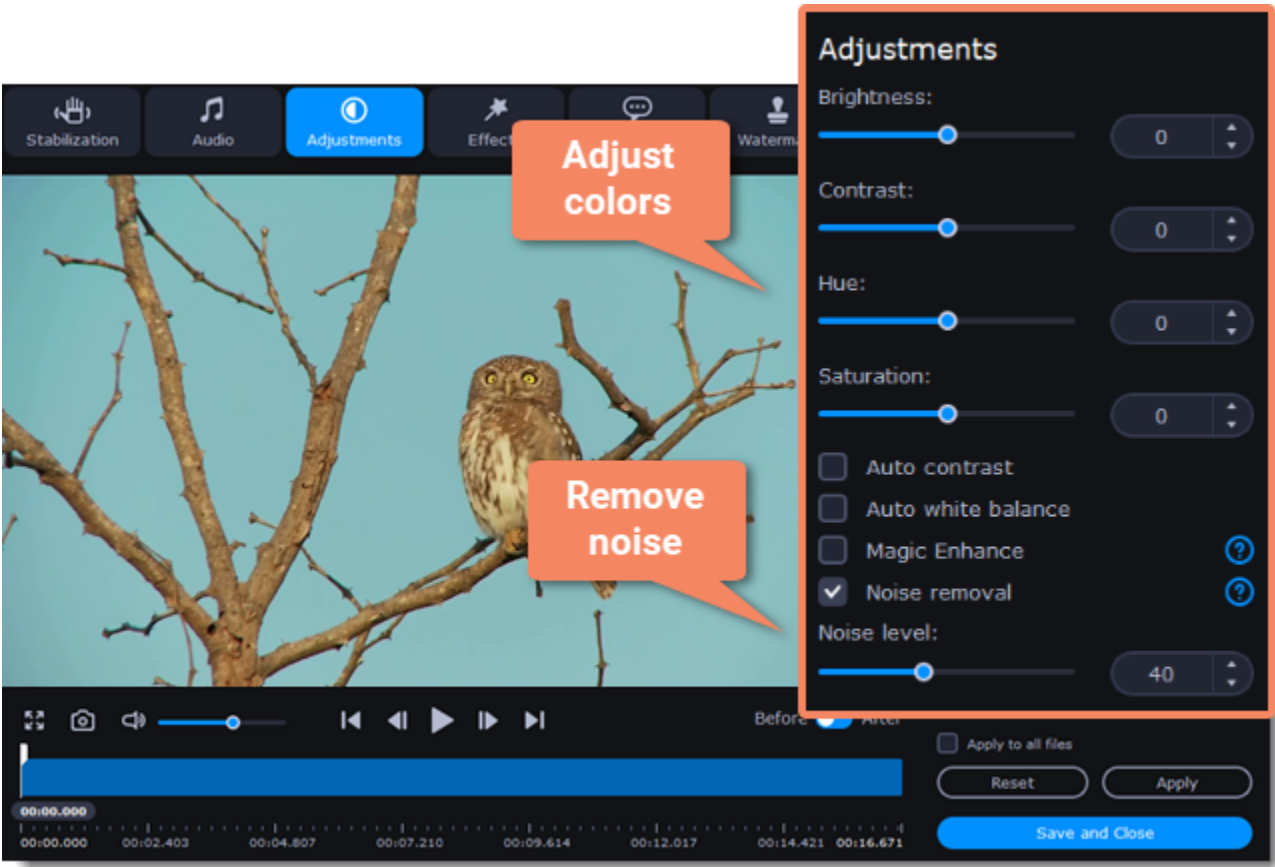 Adjustments
Brightness:
0
Contrast:
0
Hue:
0
Saturation:
0
Auto contrast
Auto white balance
Magic Enhance
?
Noise removal
?
Noise level:
40
Stabilization
Audio
Adjustments
Effect
Waterma
Adjust
colors
Remove
noise
Before
After
Apply to all files
Reset
Apply
Save and Close
00:00.000
00:00.000
00:02.403
00:04.807
00:07.210
00:09.614
00:12.017
00:14.421
00:16.671